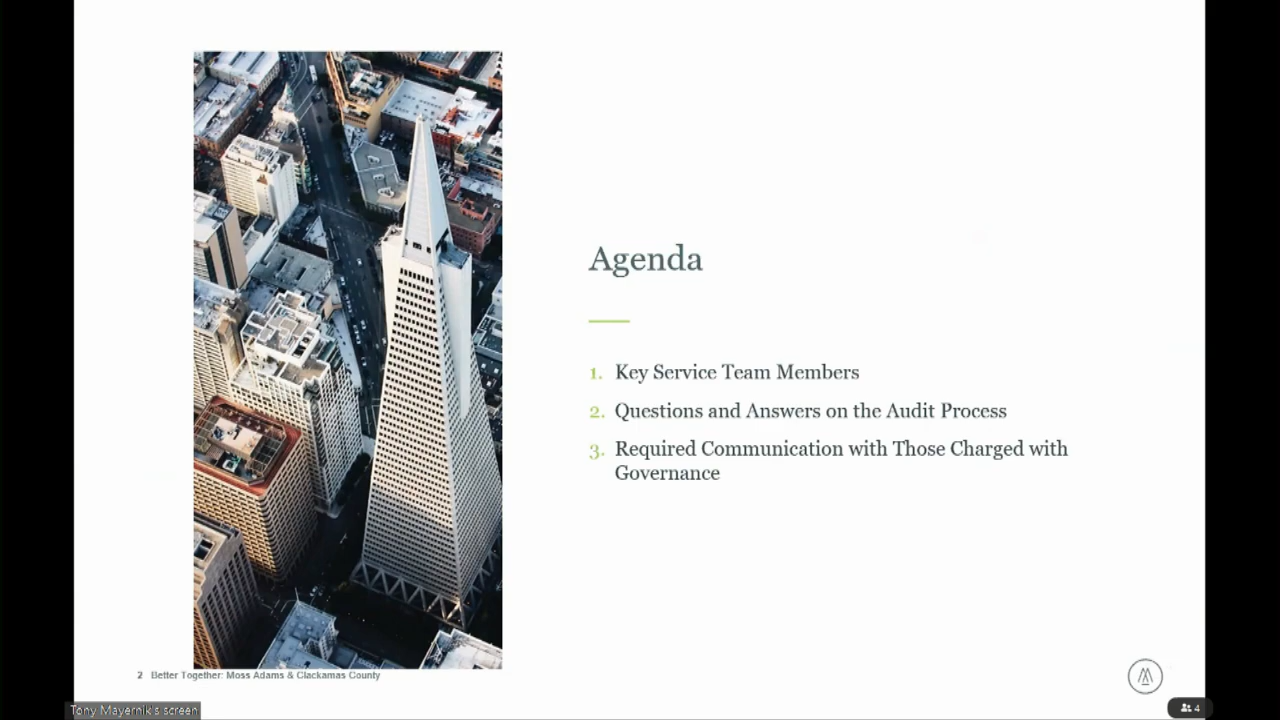 Agenda
1. Key Service Team Members
2. Questions and Answers on the Audit Process
3. Required Communication with Those Charged with
Governance
2 Better Together: Moss Adams & Clackamas County
Tony Mayernik's screen
4